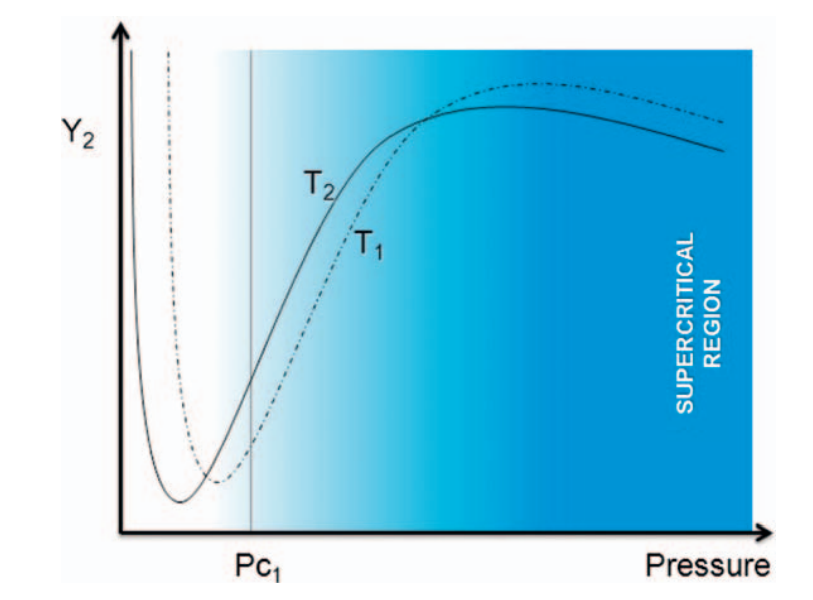 Y₂
T₂
T₁
SUPERCRITICAL
REGION
Pc₁
Pressure